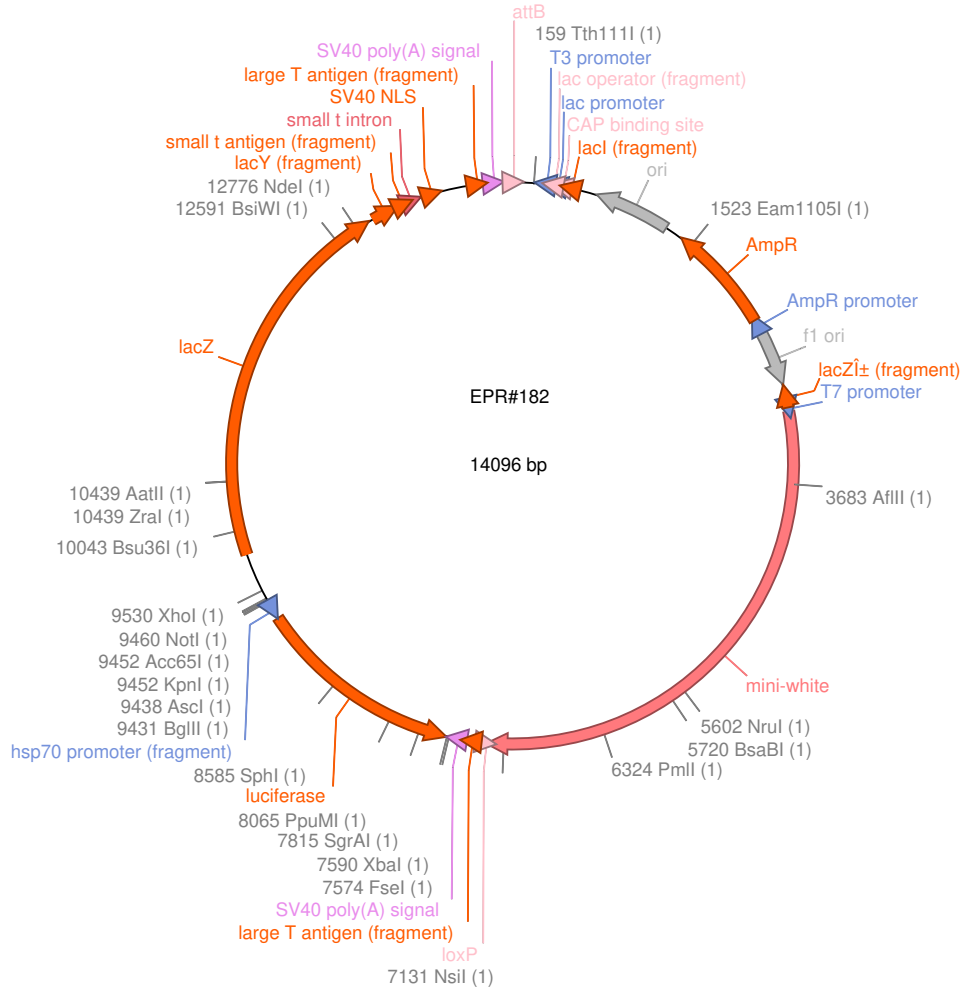 attB
159 Tth111I (1)
SV40 poly(A) signal
T3 promoter
large T antigen (fragment)
lac operator (fragment)
SV40 NLS
lac promoter
small t intron
CAP binding site
small t antigen (fragment)
lacI (fragment)
lacY (fragment)
ori
12776 NdeI (1)
12591 BsiWI (1)
1523 Eam1105I (1)
AmpR
AmpR promoter
f1 ori
lacZ
lacZÎ± (fragment)
T7 promoter
EPR#182
14096 bp
10439 AatII (1)
3683 AflII (1)
10439 ZraI (1)
10043 Bsu36I (1)
9530 XhoI (1)
9460 NotI (1)
9452 Acc65I (1)
9452 KpnI (1)
mini-white
9438 AscI (1)
9431 BglII (1)
5602 NruI (1)
hsp70 promoter (fragment)
5720 BsaBI (1)
6324 PmlI (1)
8585 SphI (1)
luciferase
8065 PpuMI (1)
7815 SgrAI (1)
7590 XbaI (1)
7574 FseI (1)
SV40 poly(A) signal
large T antigen (fragment)
loxP
7131 NsiI (1)